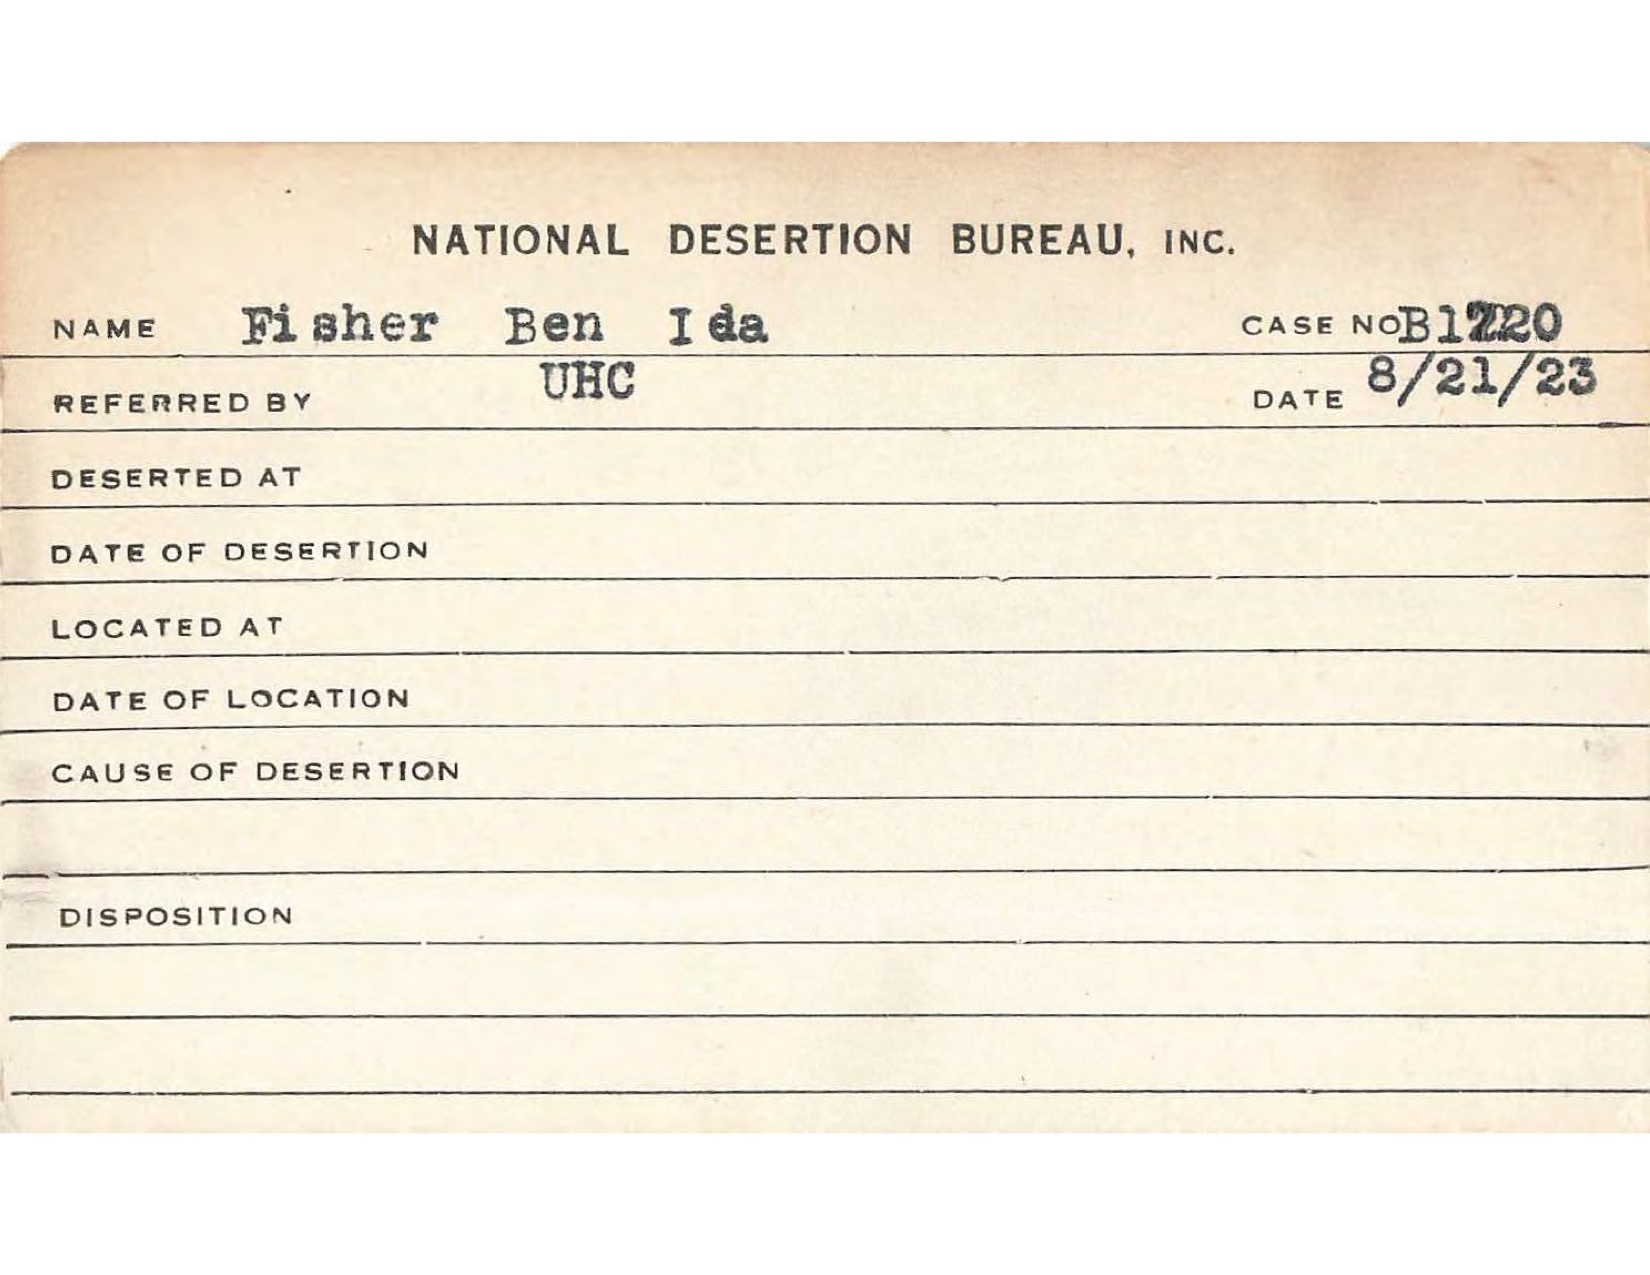 NATIONAL DESERTION BUREAU, INC.
NAME Fisher Ben Ida CASE NO
REFERRED BY UHC DATE 8/21/23
DESERTED AT
DATE OF DESERTION
LOCATED AT
DATE OF LOCATION
CAUSE OF DESERTION
DISPOSITION